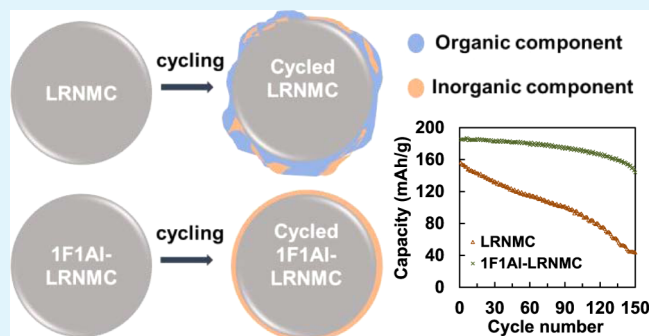 LRNMC
cycling
Cycled
LRNMC
Organic component
Inorganic component
1F1Al-
LRNMC
cycling
Cycled
1F1Al-
LRNMC
Capacity (mAh/g)
200
160
120
80
40
0
LRNMC
1F1Al-LRNMC
0 30 60 90 120 150
Cycle number